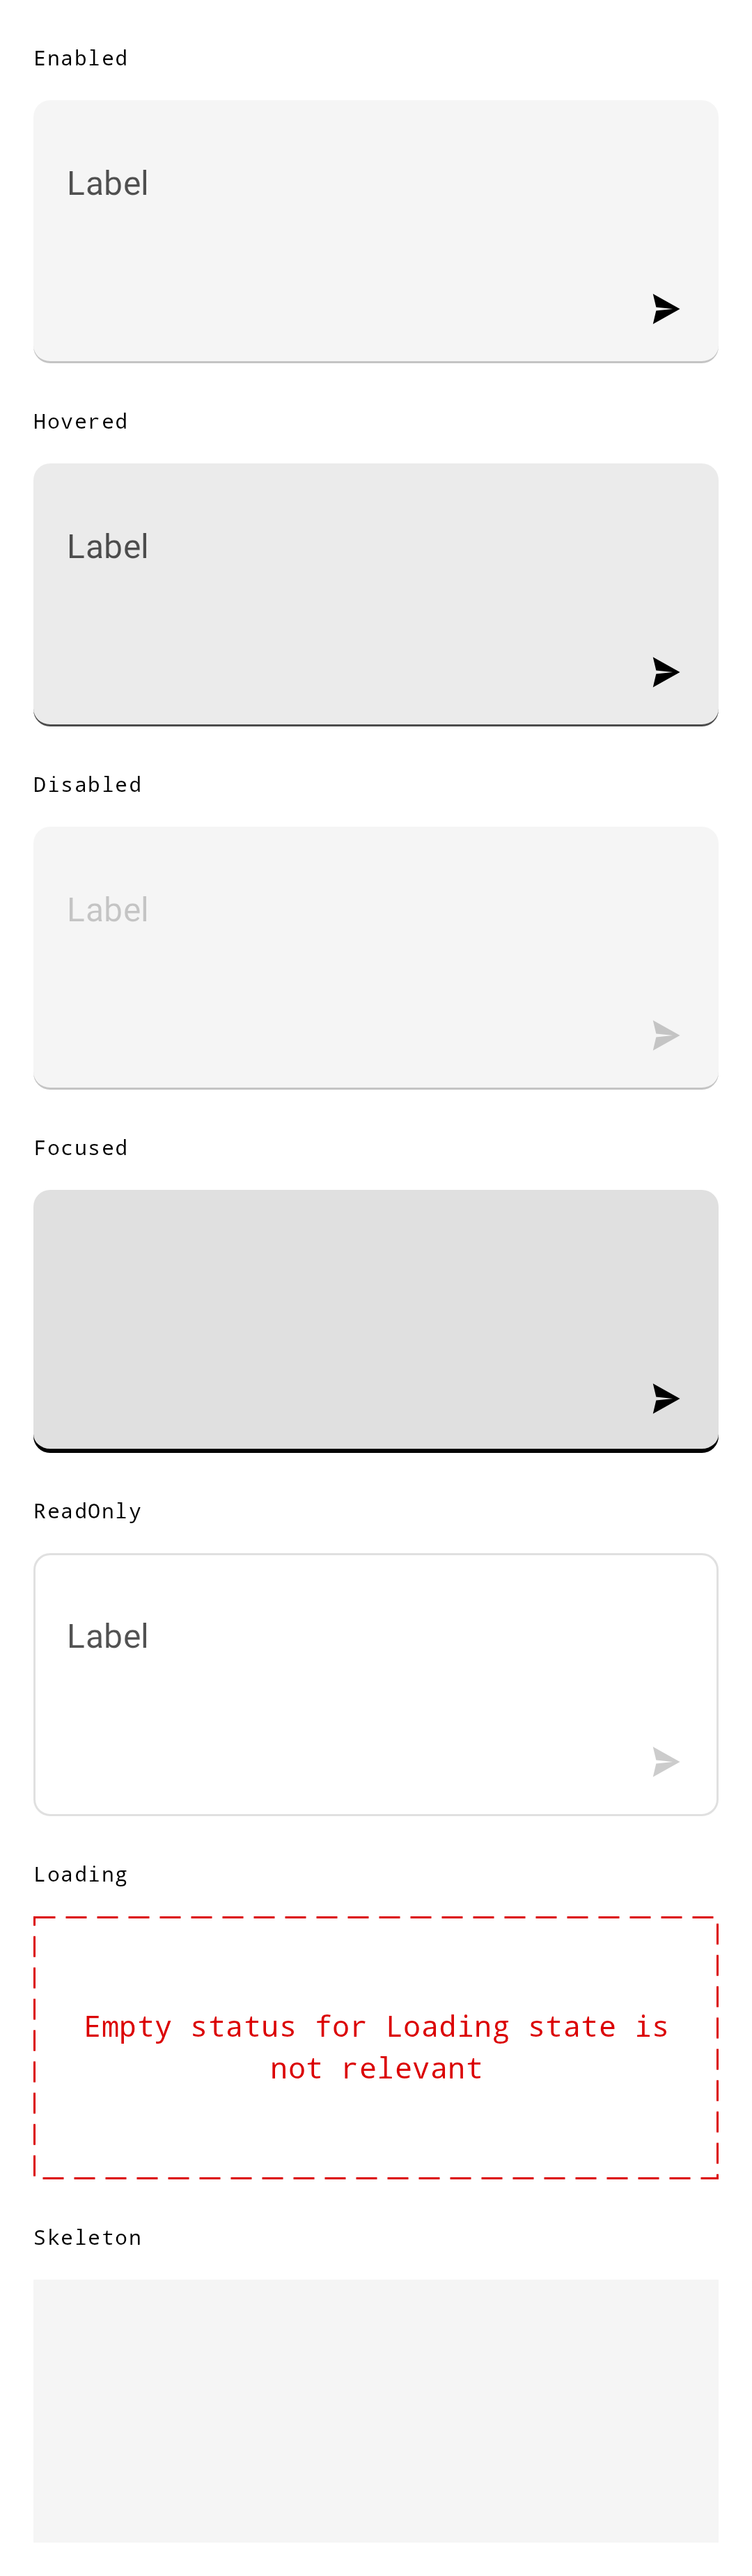 Enabled
Label
Hovered
Label
Disabled
Label
Focused
ReadOnly
Label
Loading
Empty status for Loading state is
not relevant
Skeleton